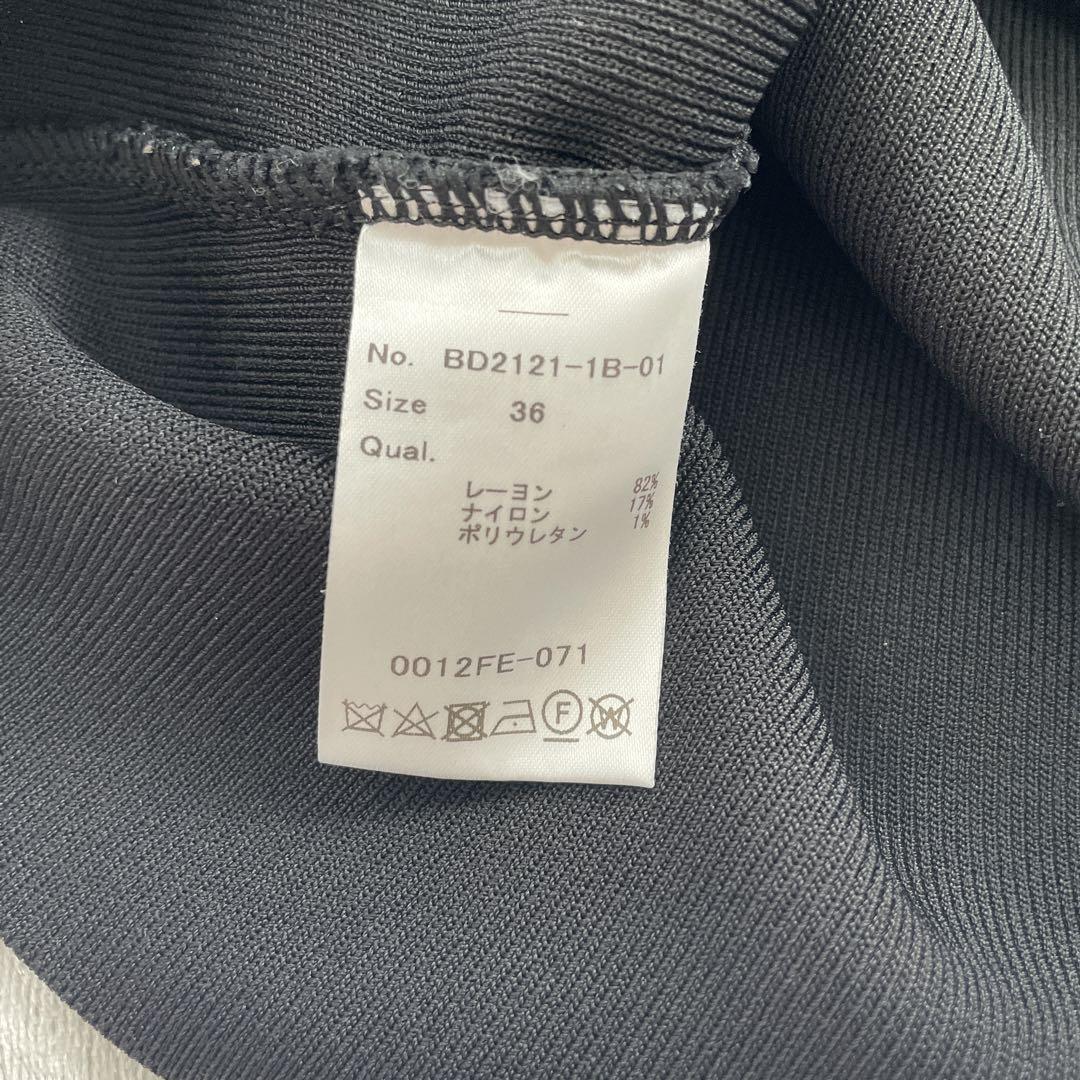 No. BD2121-1B-01
Size 36
Qual.
レーヨン 82%
ナイロン 17%
ポリウレタン 1%
0012FE-071
F W